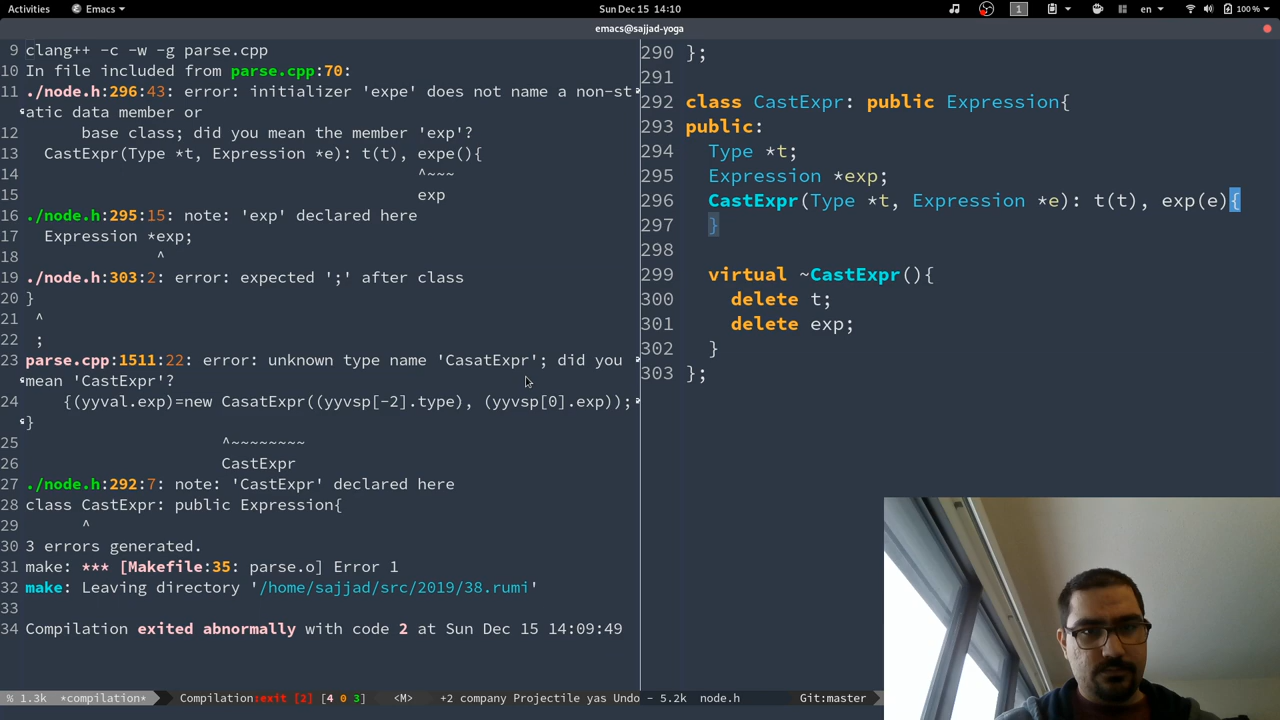 Activities Emacs Sun Dec 15 14:10 1 en 100 %
emacs@sajjad-yoga
9 clang++ -c -w -g parse.cpp
10 In file included from parse.cpp:70:
11 ./node.h:296:43: error: initializer 'expe' does not name a non-st
atic data member or
12 base class; did you mean the member 'exp'?
13 CastExpr(Type *t, Expression *e): t(t), expe(){
14 ^~~~
15 exp
16 ./node.h:295:15: note: 'exp' declared here
17 Expression *exp;
18 ^
19 ./node.h:303:2: error: expected ';' after class
20 }
21 ^
22 ;
23 parse.cpp:1511:22: error: unknown type name 'CasatExpr'; did you
mean 'CastExpr'?
24 {(yyval.exp)=new CasatExpr((yyvsp[-2].type), (yyvsp[0].exp));
}
25 ^~~~~~~~~
26 CastExpr
27 ./node.h:292:7: note: 'CastExpr' declared here
28 class CastExpr: public Expression{
29 ^
30 3 errors generated.
31 make: *** [Makefile:35: parse.o] Error 1
32 make: Leaving directory '/home/sajjad/src/2019/38.rumi'
33
34 Compilation exited abnormally with code 2 at Sun Dec 15 14:09:49
290 };
291
292 class CastExpr: public Expression{
293 public:
294 Type *t;
295 Expression *exp;
296 CastExpr(Type *t, Expression *e): t(t), exp(e){
297 }
298
299 virtual ~CastExpr(){
300 delete t;
301 delete exp;
302 }
303 };
% 1.3k *compilation* Compilation:exit [2] [4 0 3] <M> +2 company Projectile yas Undo - 5.2k node.h Git:master